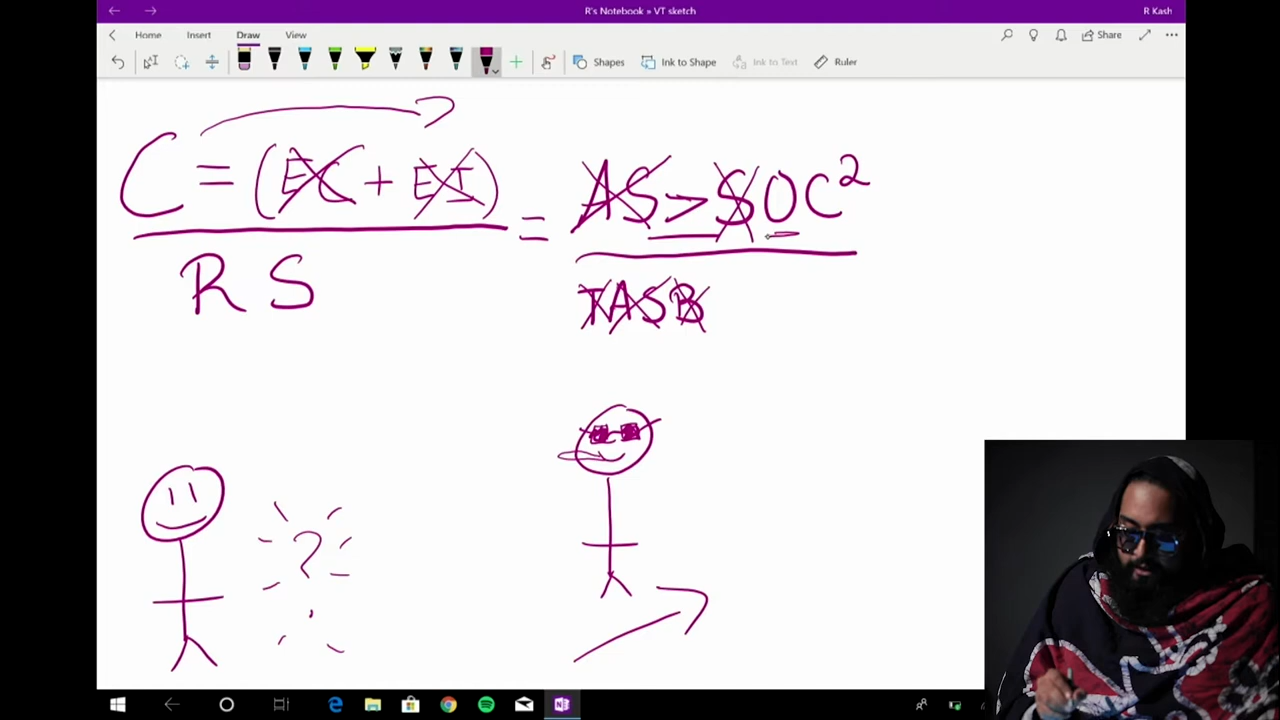 R's Notebook » VT sketch
R Kash
Home Insert Draw View
Share
Shapes Ink to Shape Ink to Text Ruler
C = (EC + EI) = AS > SOC²
RS TASB
?